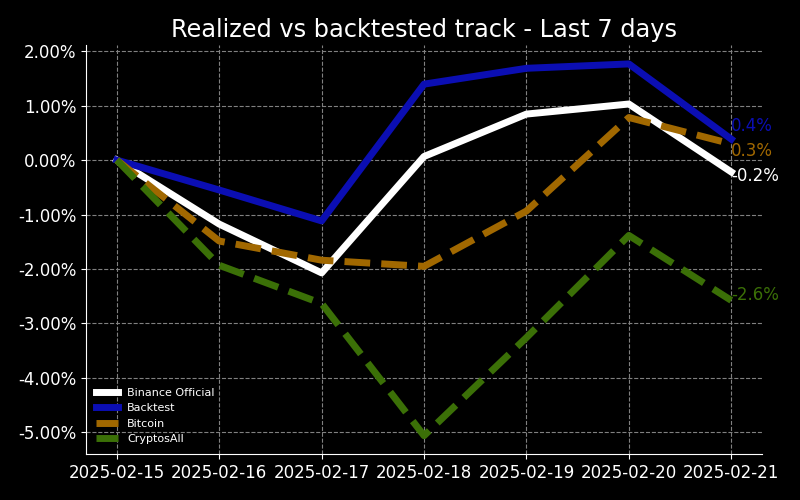 Realized vs backtested track - Last 7 days
2.00%
1.00%
0.00%
-1.00%
-2.00%
-3.00%
-4.00%
-5.00%
0.4%
0.3%
-0.2%
-2.6%
Binance Official
Backtest
Bitcoin
CryptosAll
2025-02-15 2025-02-16 2025-02-17 2025-02-18 2025-02-19 2025-02-20 2025-02-21